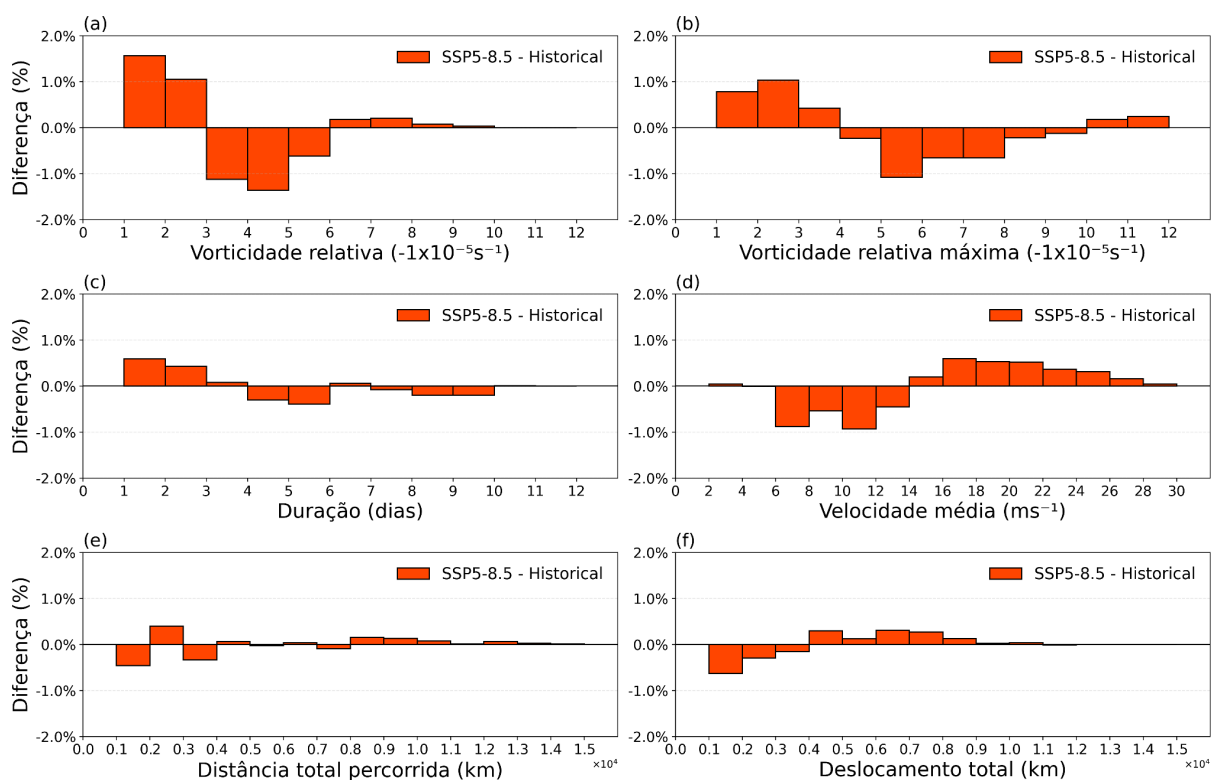 (a)
2.0%
1.0%
0.0%
-1.0%
-2.0%
Diferença (%)
SSP5-8.5 - Historical
0 1 2 3 4 5 6 7 8 9 10 11 12
Vorticidade relativa (-1x10⁻⁵s⁻¹)
(b)
2.0%
1.0%
0.0%
-1.0%
-2.0%
SSP5-8.5 - Historical
0 1 2 3 4 5 6 7 8 9 10 11 12
Vorticidade relativa máxima (-1x10⁻⁵s⁻¹)
(c)
2.0%
1.0%
0.0%
-1.0%
-2.0%
Diferença (%)
SSP5-8.5 - Historical
0 1 2 3 4 5 6 7 8 9 10 11 12
Duração (dias)
(d)
2.0%
1.0%
0.0%
-1.0%
-2.0%
SSP5-8.5 - Historical
0 2 4 6 8 10 12 14 16 18 20 22 24 26 28 30
Velocidade média (ms⁻¹)
(e)
2.0%
1.0%
0.0%
-1.0%
-2.0%
Diferença (%)
SSP5-8.5 - Historical
0.0 0.1 0.2 0.3 0.4 0.5 0.6 0.7 0.8 0.9 1.0 1.1 1.2 1.3 1.4 1.5
×10⁴
Distância total percorrida (km)
(f)
2.0%
1.0%
0.0%
-1.0%
-2.0%
SSP5-8.5 - Historical
0.0 0.1 0.2 0.3 0.4 0.5 0.6 0.7 0.8 0.9 1.0 1.1 1.2 1.3 1.4 1.5
×10⁴
Deslocamento total (km)